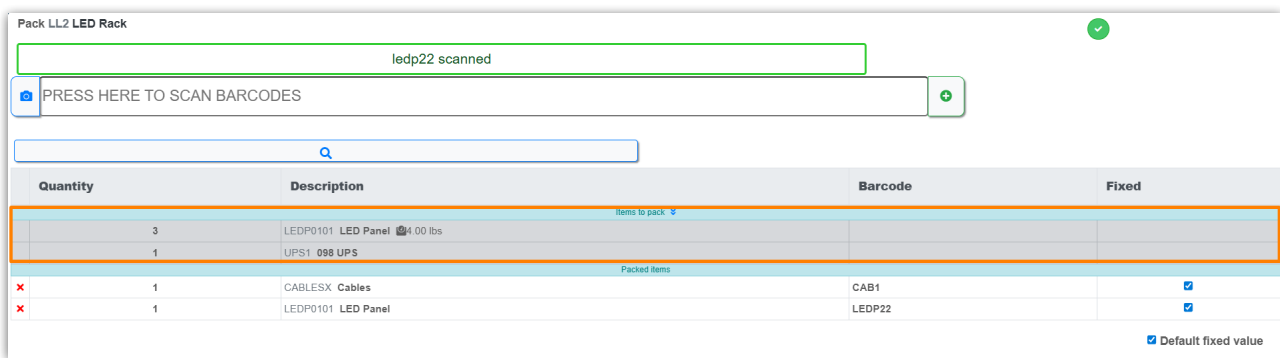 Pack LL2 LED Rack
ledp22 scanned
PRESS HERE TO SCAN BARCODES
Quantity Description Barcode Fixed
Items to pack
3 LEDP0101 LED Panel 4.00 lbs
1 UPS1 098 UPS
Packed items
1 CABLESX Cables CAB1
1 LEDP0101 LED Panel LEDP22
Default fixed value